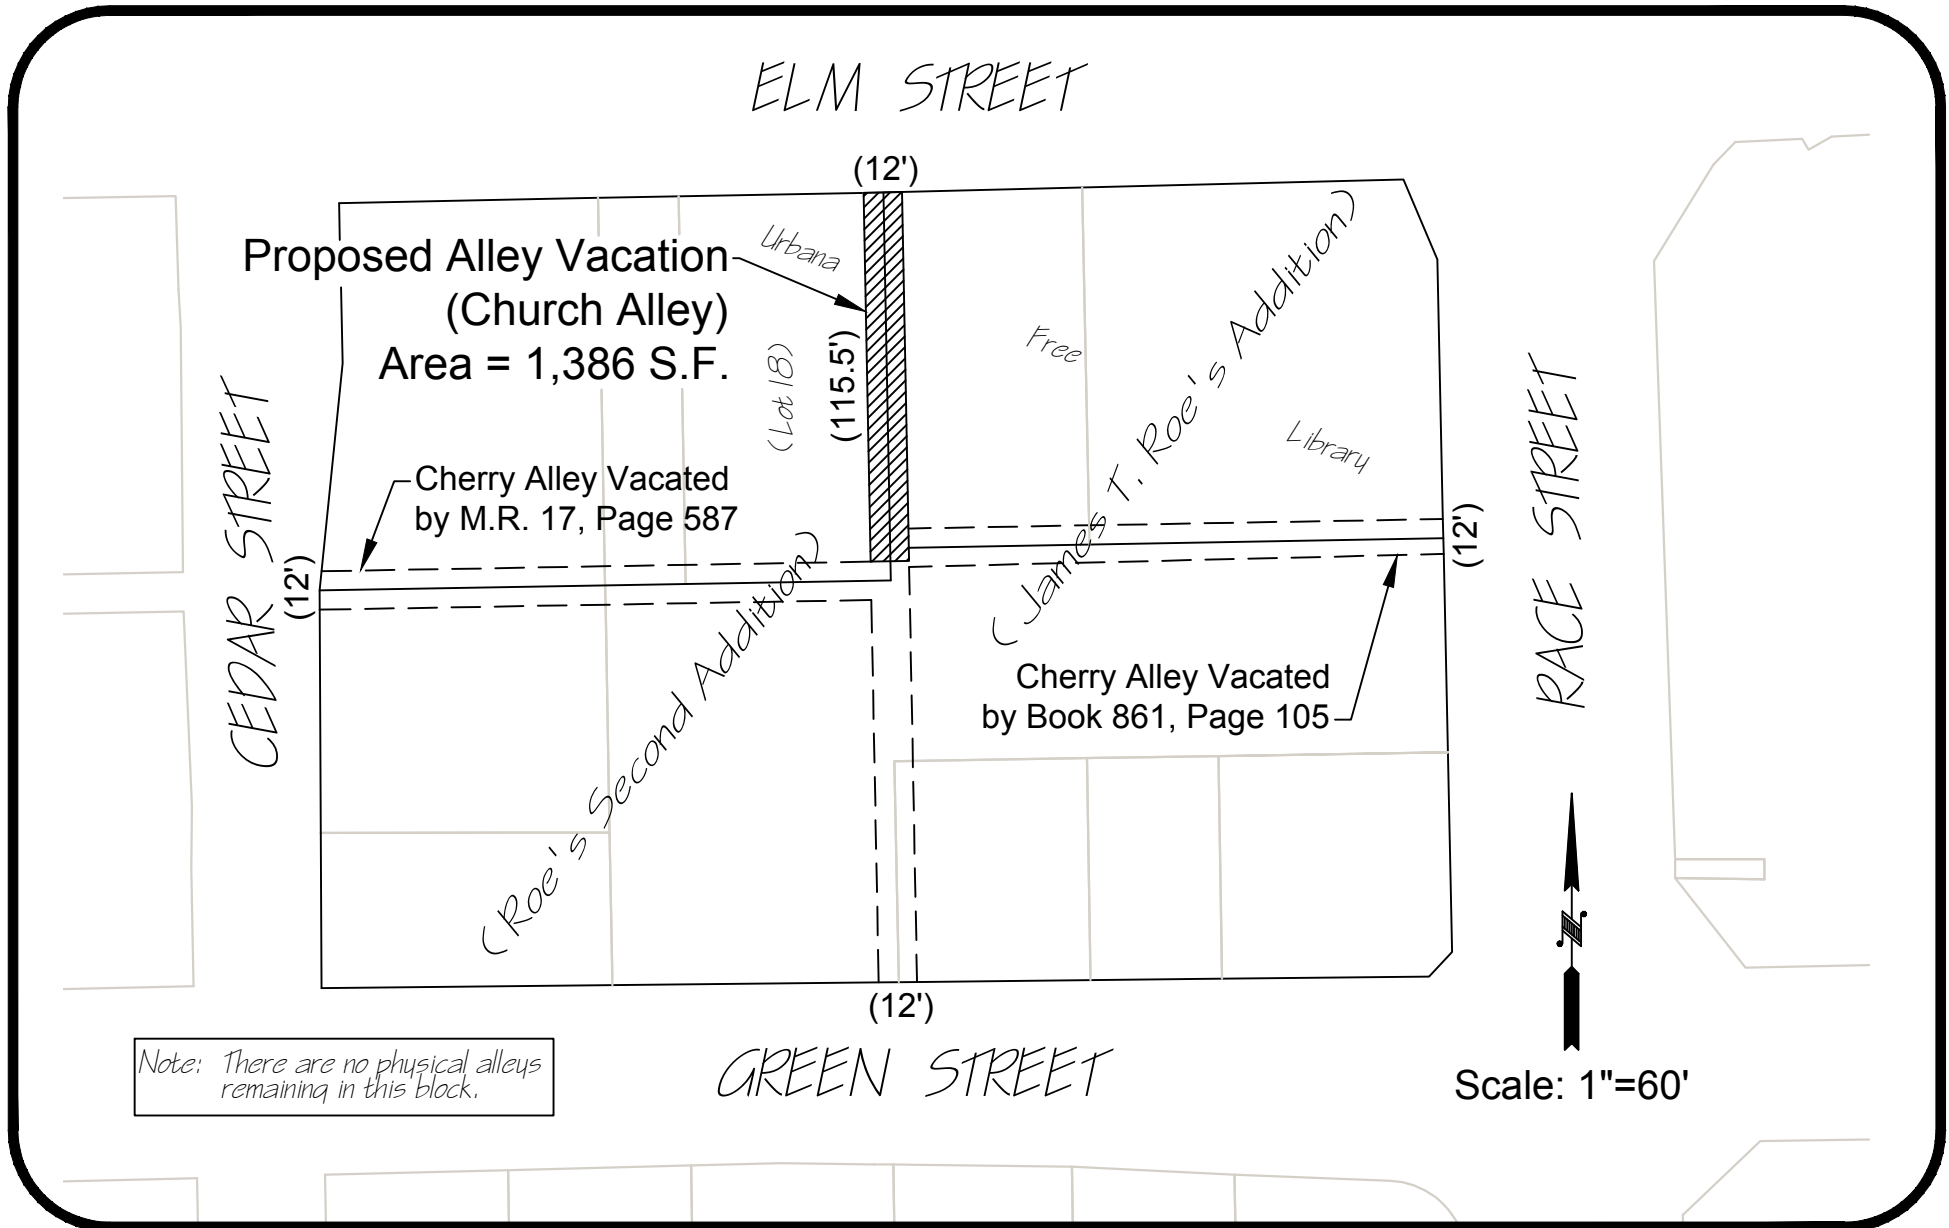 ELM STREET
(12')
Proposed Alley Vacation
(Church Alley)
Area = 1,386 S.F.
Urbana
(Lot 18)
(115.5')
Free
Library
(James T. Roe's Addition)
CEDAR STREET
Cherry Alley Vacated
by M.R. 17, Page 587
(12')
(12')
RACE STREET
(Roe's Second Addition)
Cherry Alley Vacated
by Book 861, Page 105
(12')
GREEN STREET
Note: There are no physical alleys
remaining in this block.
N
Scale: 1"=60'